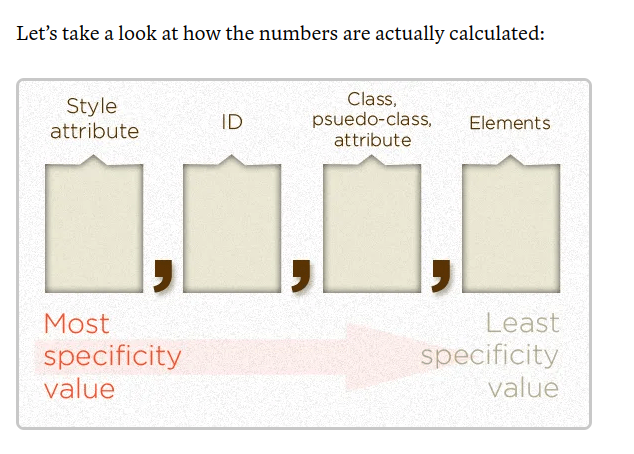 Let’s take a look at how the numbers are actually calculated:
Style
attribute
ID
Class,
psuedo-class,
attribute
Elements
, , ,
Most
specificity
value
Least
specificity
value